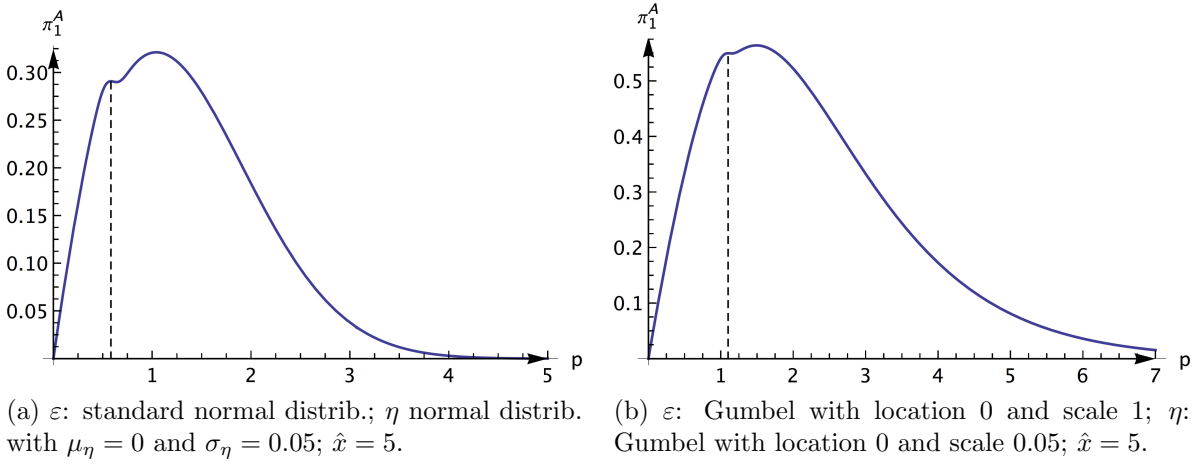 π₁ᴬ
0.30
0.25
0.20
0.15
0.10
0.05
1 2 3 4 5
p
π₁ᴬ
0.5
0.4
0.3
0.2
0.1
1 2 3 4 5 6 7
p
(a) ε: standard normal distrib.; η normal distrib.
with μ_η = 0 and σ_η = 0.05; x̂ = 5.
(b) ε: Gumbel with location 0 and scale 1; η:
Gumbel with location 0 and scale 0.05; x̂ = 5.